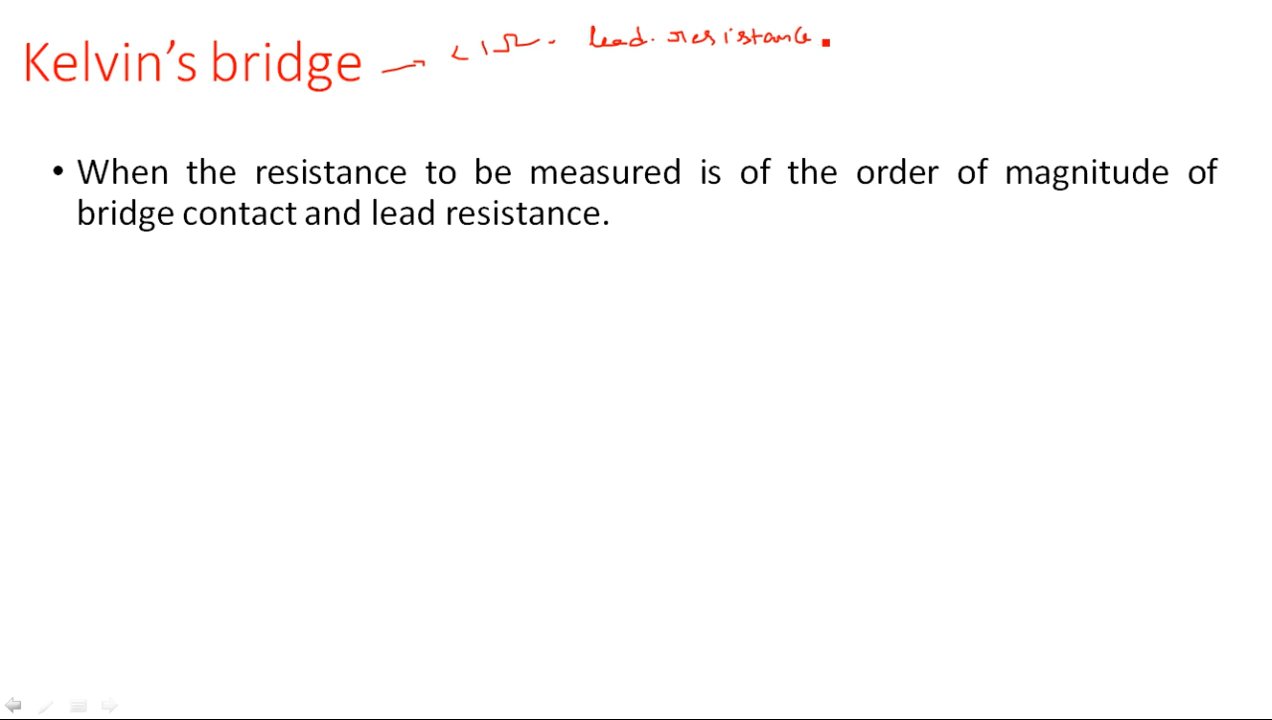 Kelvin's bridge → < 1Ω. lead. resistance.
• When the resistance to be measured is of the order of magnitude of
bridge contact and lead resistance.